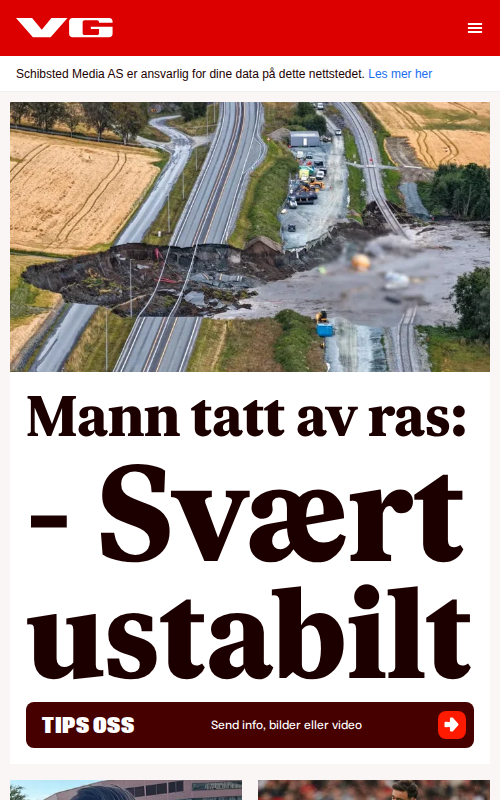 VG
Schibsted Media AS er ansvarlig for dine data på dette nettstedet. Les mer
Mann tatt av ras:
- Svært
ustabilt
TIPS OSS
Send info, bilder eller video